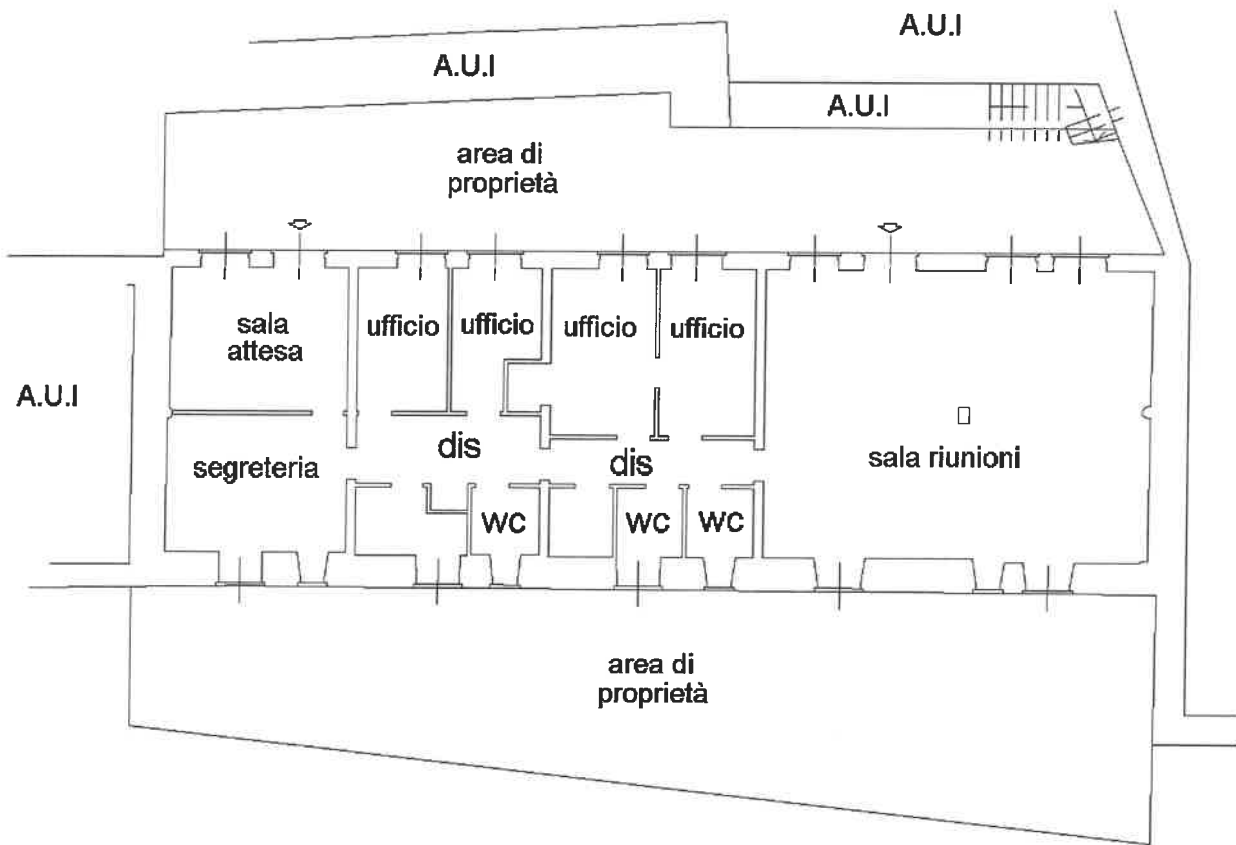 A.U.I
A.U.I
A.U.I
area di
proprietà
sala
attesa
ufficio
ufficio
ufficio
ufficio
A.U.I
segreteria
dis
dis
sala riunioni
WC
WC
WC
area di
proprietà